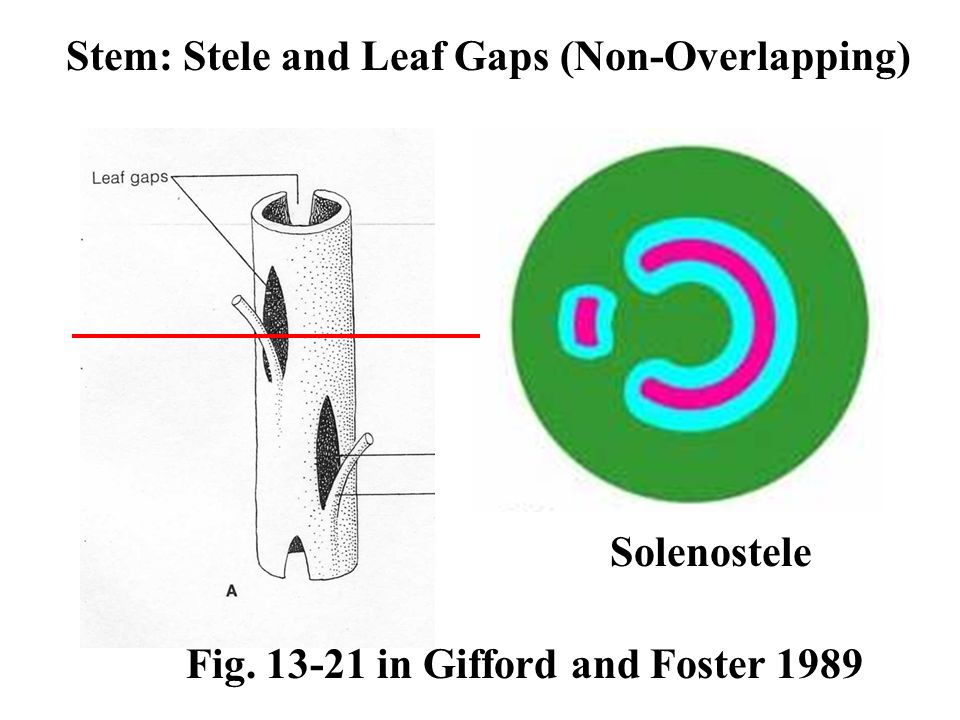 Stem: Stele and Leaf Gaps (Non-Overlapping)
Leaf gaps
A
Solenostele
Fig. 13-21 in Gifford and Foster 1989